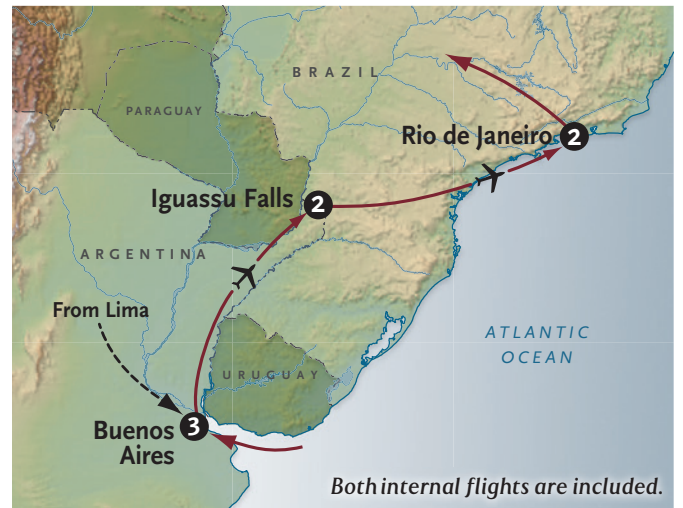 BRAZIL
PARAGUAY
Rio de Janeiro 2
Iguassu Falls 2
ARGENTINA
From Lima
ATLANTIC
OCEAN
URUGUAY
Buenos 3
Aires
Both internal flights are included.